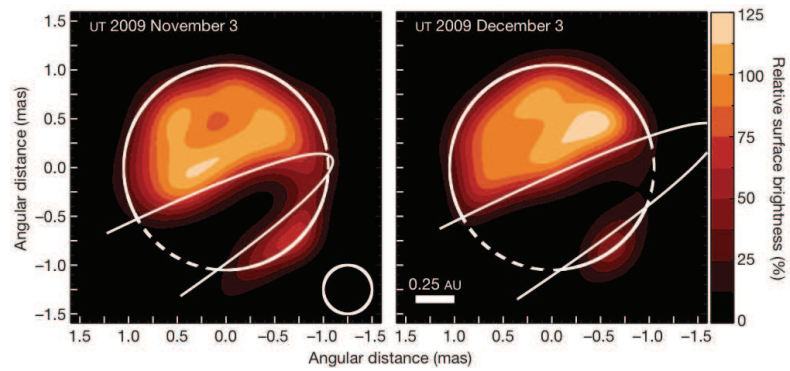 UT 2009 November 3
UT 2009 December 3
Angular distance (mas)
1.5
1.0
0.5
0.0
−0.5
−1.0
−1.5
0.25 AU
1.5 1.0 0.5 0.0 −0.5 −1.0 −1.5
1.5 1.0 0.5 0.0 −0.5 −1.0 −1.5
Angular distance (mas)
125
100
75
50
25
0
Relative surface brightness (%)